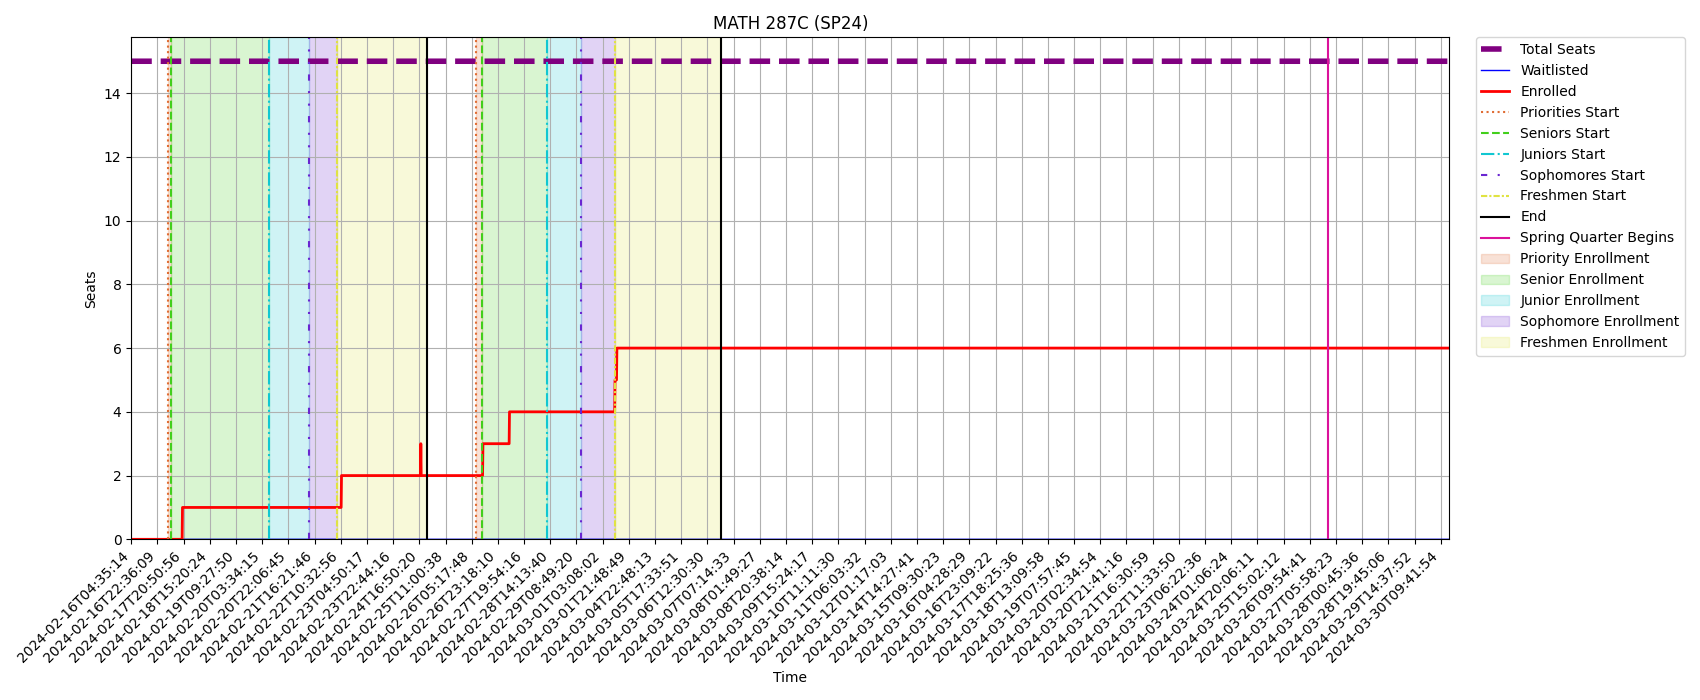 MATH 287C (SP24)
Total Seats
Waitlisted
Enrolled
Priorities Start
Seniors Start
Juniors Start
Sophomores Start
Freshmen Start
End
Spring Quarter Begins
Priority Enrollment
Senior Enrollment
Junior Enrollment
Sophomore Enrollment
Freshmen Enrollment
Seats
14
12
10
8
6
4
2
0
2024-02-16T04:35:14
2024-02-16T22:36:09
2024-02-17T20:50:56
2024-02-18T15:20:24
2024-02-19T09:27:50
2024-02-20T03:34:15
2024-02-20T22:06:45
2024-02-21T16:21:46
2024-02-22T10:32:56
2024-02-23T04:50:17
2024-02-23T22:44:16
2024-02-24T16:50:20
2024-02-25T11:00:38
2024-02-26T05:17:48
2024-02-26T23:18:10
2024-02-27T19:54:16
2024-02-28T14:13:40
2024-02-29T08:49:20
2024-03-01T03:08:02
2024-03-01T21:48:49
2024-03-04T22:48:13
2024-03-05T17:33:51
2024-03-06T12:30:30
2024-03-07T07:14:33
2024-03-08T01:49:27
2024-03-08T20:38:14
2024-03-09T15:24:17
2024-03-10T11:11:30
2024-03-11T06:03:32
2024-03-12T01:17:03
2024-03-14T14:27:41
2024-03-15T09:30:23
2024-03-16T04:28:29
2024-03-16T23:09:22
2024-03-17T18:25:36
2024-03-18T13:09:58
2024-03-19T07:57:45
2024-03-20T02:34:54
2024-03-20T21:41:16
2024-03-21T16:30:59
2024-03-22T11:33:50
2024-03-23T06:22:36
2024-03-24T01:06:24
2024-03-24T20:06:11
2024-03-25T15:02:12
2024-03-26T09:54:41
2024-03-27T05:58:23
2024-03-28T00:45:36
2024-03-28T19:45:06
2024-03-29T14:37:52
2024-03-30T09:41:54
Time